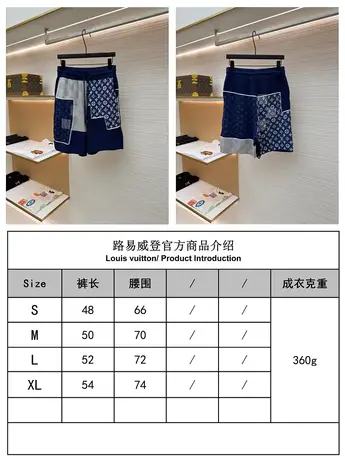 路易威登官方商品介绍
Louis vuitton/ Product Introduction
Size 裤长 腰围 / / 成衣克重
S 48 66 / / 360g
M 50 70 / /
L 52 72 / /
XL 54 74 / /